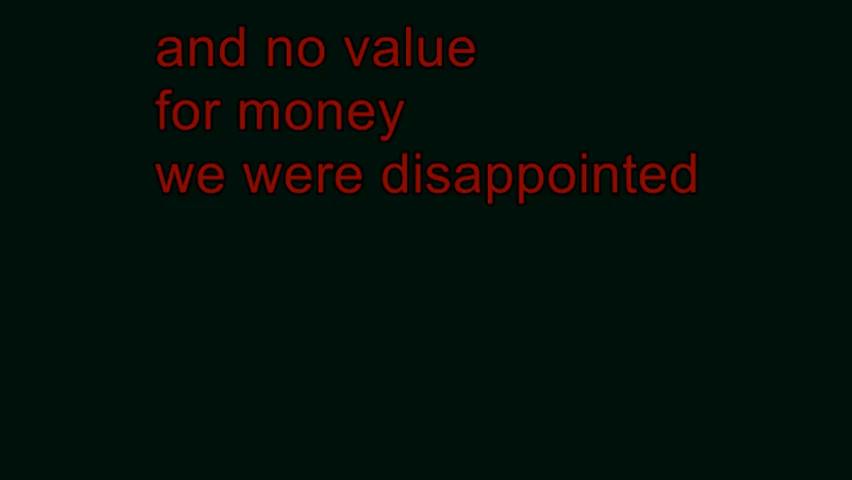 and no value
for money
we were disappointed